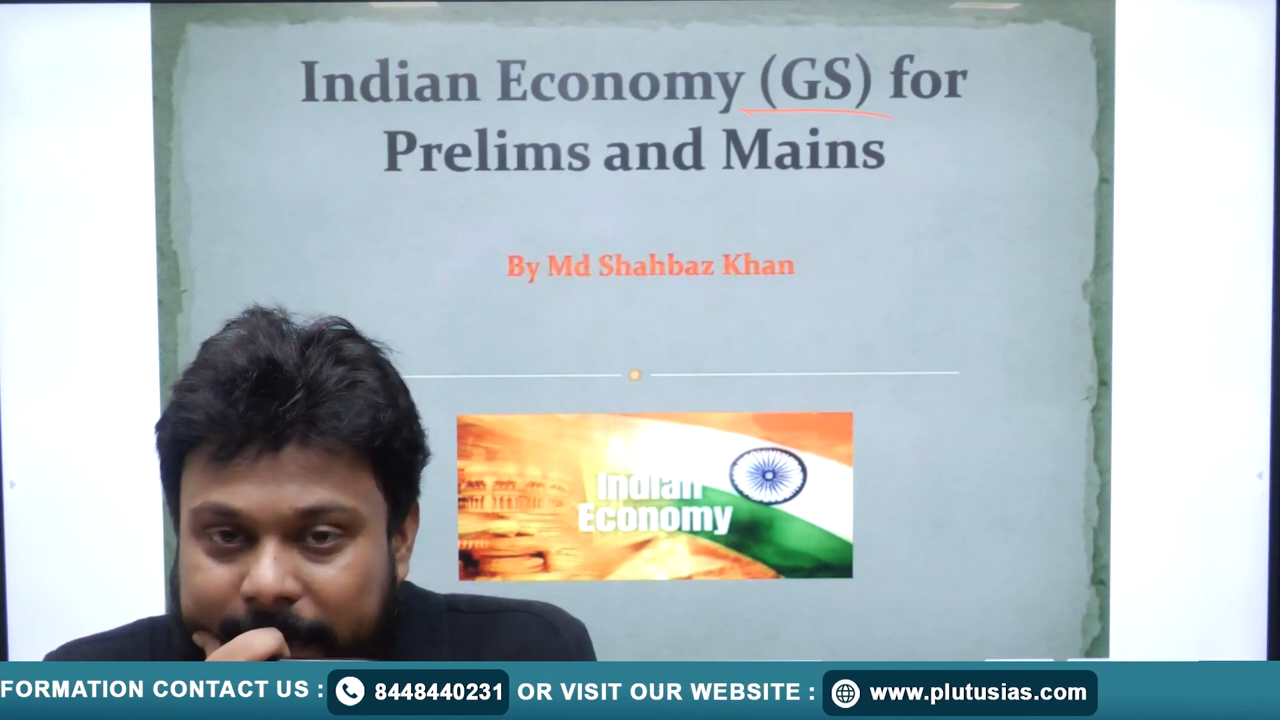 Indian Economy (GS) for
Prelims and Mains
By Md Shahbaz Khan
Indian
Economy
FORMATION CONTACT US : 8448440231 OR VISIT OUR WEBSITE : www.plutusias.com